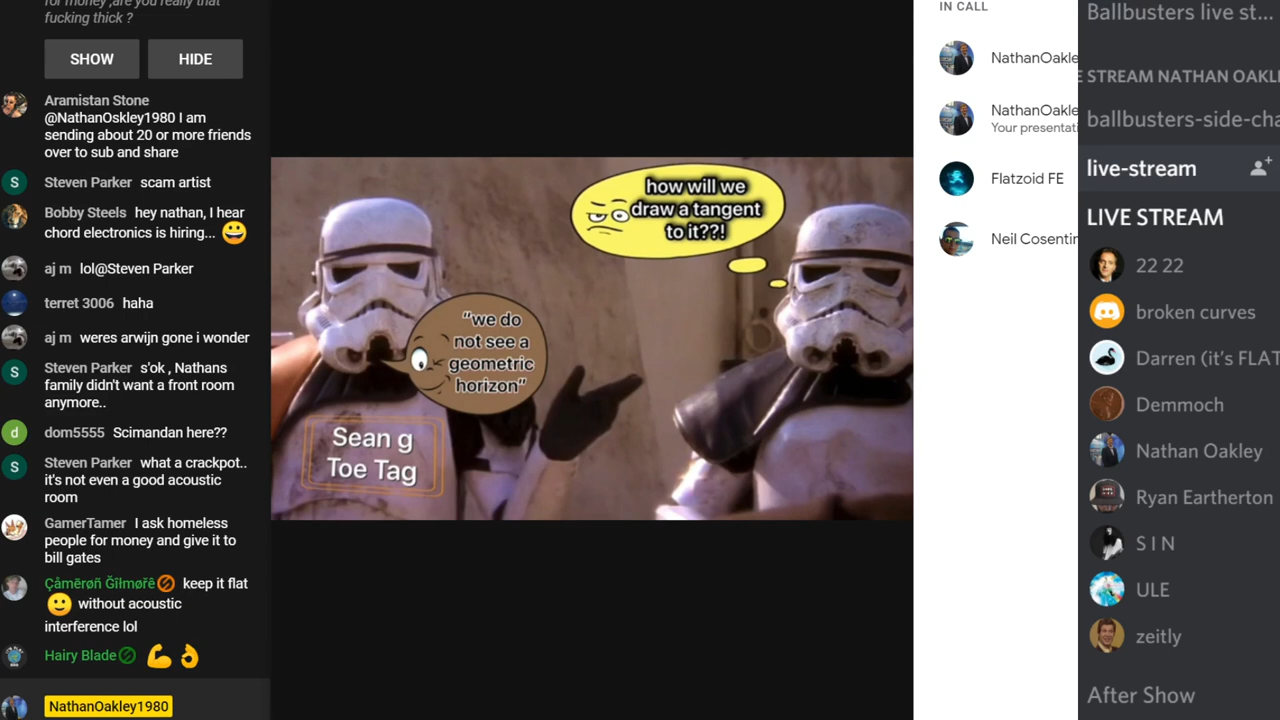 for money ,are you really that
fucking thick ?
SHOW
HIDE
Aramistan Stone
@NathanOskley1980 I am
sending about 20 or more friends
over to sub and share
Steven Parker scam artist
Bobby Steels hey nathan, I hear
chord electronics is hiring...
aj m lol@Steven Parker
terret 3006 haha
aj m weres arwijn gone i wonder
Steven Parker s'ok , Nathans
family didn't want a front room
anymore..
dom5555 Scimandan here??
Steven Parker what a crackpot..
it's not even a good acoustic
room
GamerTamer I ask homeless
people for money and give it to
bill gates
Çåmērøñ Ğîłmøřê keep it flat
without acoustic
interference lol
Hairy Blade
NathanOakley1980
how will we
draw a tangent
to it??!
"we do
not see a
geometric
horizon"
Sean g
Toe Tag
IN CALL
NathanOakle
NathanOakle
Your presentati
Flatzoid FE
Neil Cosentin
Ballbusters live st...
E STREAM NATHAN OAKL
ballbusters-side-cha
live-stream
LIVE STREAM
22 22
broken curves
Darren (it's FLAT
Demmoch
Nathan Oakley
Ryan Eartherton
S I N
ULE
zeitly
After Show